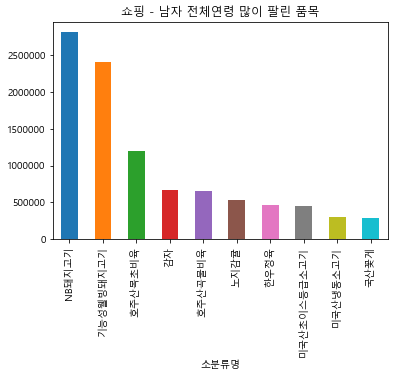 쇼핑 - 남자 전체연령 많이 팔린 품목
2500000
2000000
1500000
1000000
500000
0
NB돼지고기
기능성웰빙돼지고기
호주산목초비육
감자
호주산곡물비육
노지감귤
한우정육
미국산초이스등급소고기
미국산냉동소고기
국산꽃게
소분류명